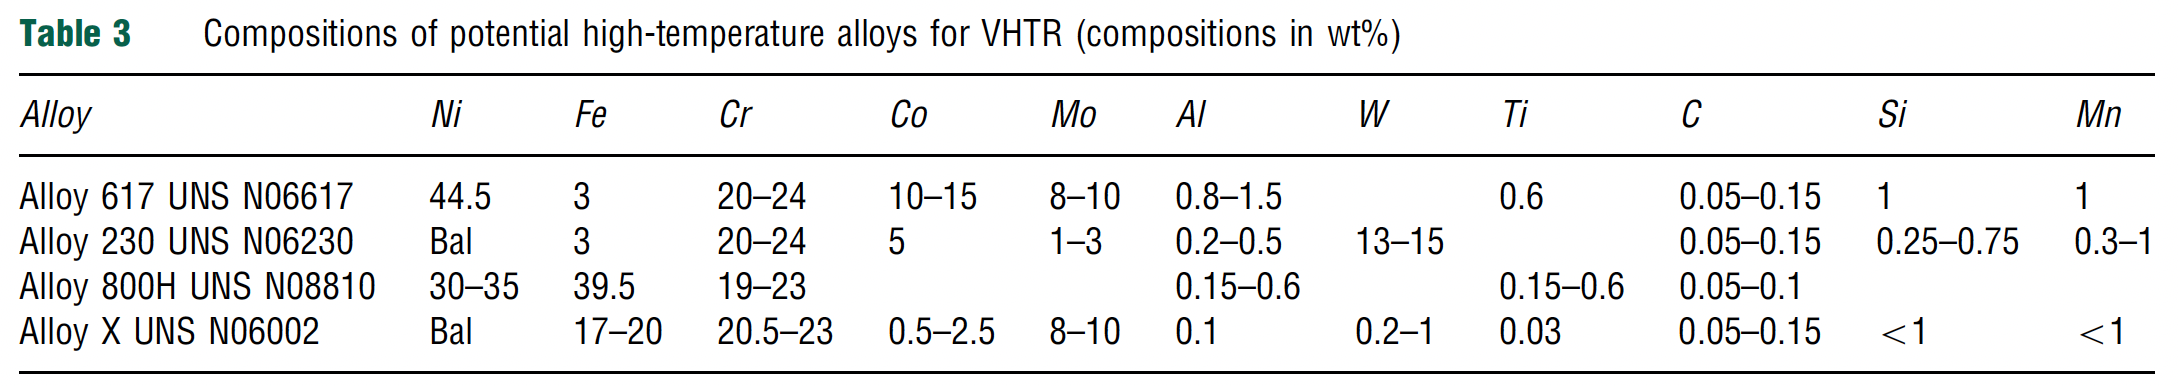 Table 3 Compositions of potential high-temperature alloys for VHTR (compositions in wt%)
Alloy Ni Fe Cr Co Mo Al W Ti C Si Mn
Alloy 617 UNS N06617 44.5 3 20–24 10–15 8–10 0.8–1.5 0.6 0.05–0.15 1 1
Alloy 230 UNS N06230 Bal 3 20–24 5 1–3 0.2–0.5 13–15 0.05–0.15 0.25–0.75 0.3–1
Alloy 800H UNS N08810 30–35 39.5 19–23 0.15–0.6 0.15–0.6 0.05–0.1
Alloy X UNS N06002 Bal 17–20 20.5–23 0.5–2.5 8–10 0.1 0.2–1 0.03 0.05–0.15 <1 <1